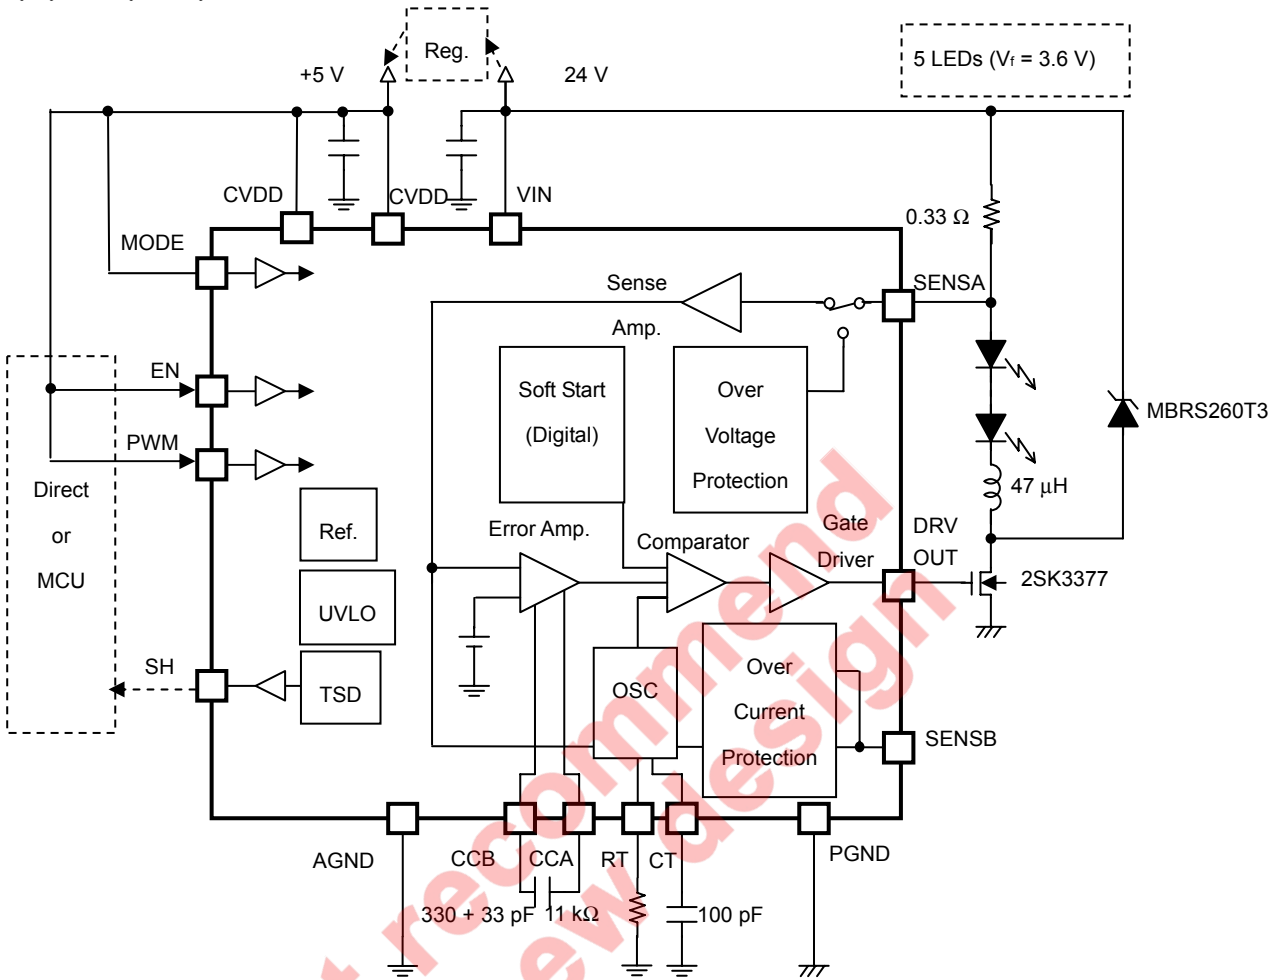 Reg.
5 LEDs (Vf = 3.6 V)
+5 V
24 V
CVDD
CVDD
VIN
0.33 Ω
MODE
SENSA
Sense
Amp.
EN
Soft Start
(Digital)
Over
Voltage
Protection
MBRS260T3
PWM
Direct
or
MCU
47 μH
Ref.
Error Amp.
Comparator
Gate
Driver
DRV
OUT
2SK3377
UVLO
SH
TSD
OSC
Over
Current
Protection
SENSB
AGND
CCB
CCA
RT
CT
PGND
330 + 33 pF
11 kΩ
100 pF
recommend
design